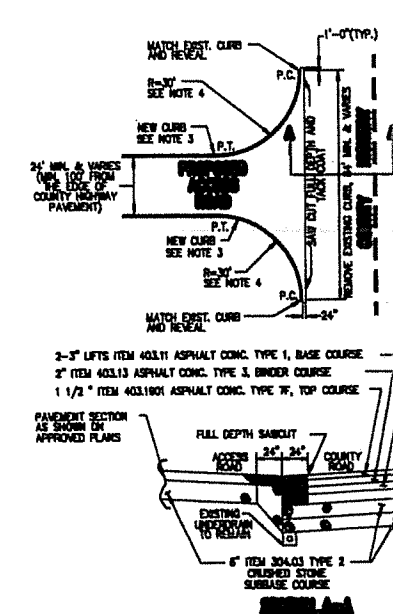 1'-0"(TYP.)
MATCH EXIST. CURB
AND REVEAL
P.C.
R=30'
SEE NOTE 4
NEW CURB
SEE NOTE 3
P.T.
24' MIN. & VARIES
(MIN. 100' FROM
THE EDGE OF
COUNTY HIGHWAY
PAVEMENT)
PROPOSED
ACCESS
ROAD
SAW CUT FULL DEPTH AND
TACK COAT
REMOVE EXISTING CURB, 84' MIN. & VARIES
COUNTY
P.T.
NEW CURB
SEE NOTE 3
R=30'
SEE NOTE 4
P.C.
MATCH EXIST. CURB
AND REVEAL
24"
2-3" LIFTS ITEM 403.11 ASPHALT CONC. TYPE 1, BASE COURSE
2" ITEM 403.13 ASPHALT CONC. TYPE 3, BINDER COURSE
1 1/2 " ITEM 403.1901 ASPHALT CONC. TYPE 7F, TOP COURSE
PAVEMENT SECTION
AS SHOWN ON
APPROVED PLANS
FULL DEPTH SAWCUT
ACCESS
ROAD
24" 24"
COUNTY
ROAD
EXISTING
UNDERDRAIN
TO REMAIN
6" ITEM 304.03 TYPE 2
CRUSHED STONE
SUBBASE COURSE
SECTION A-A